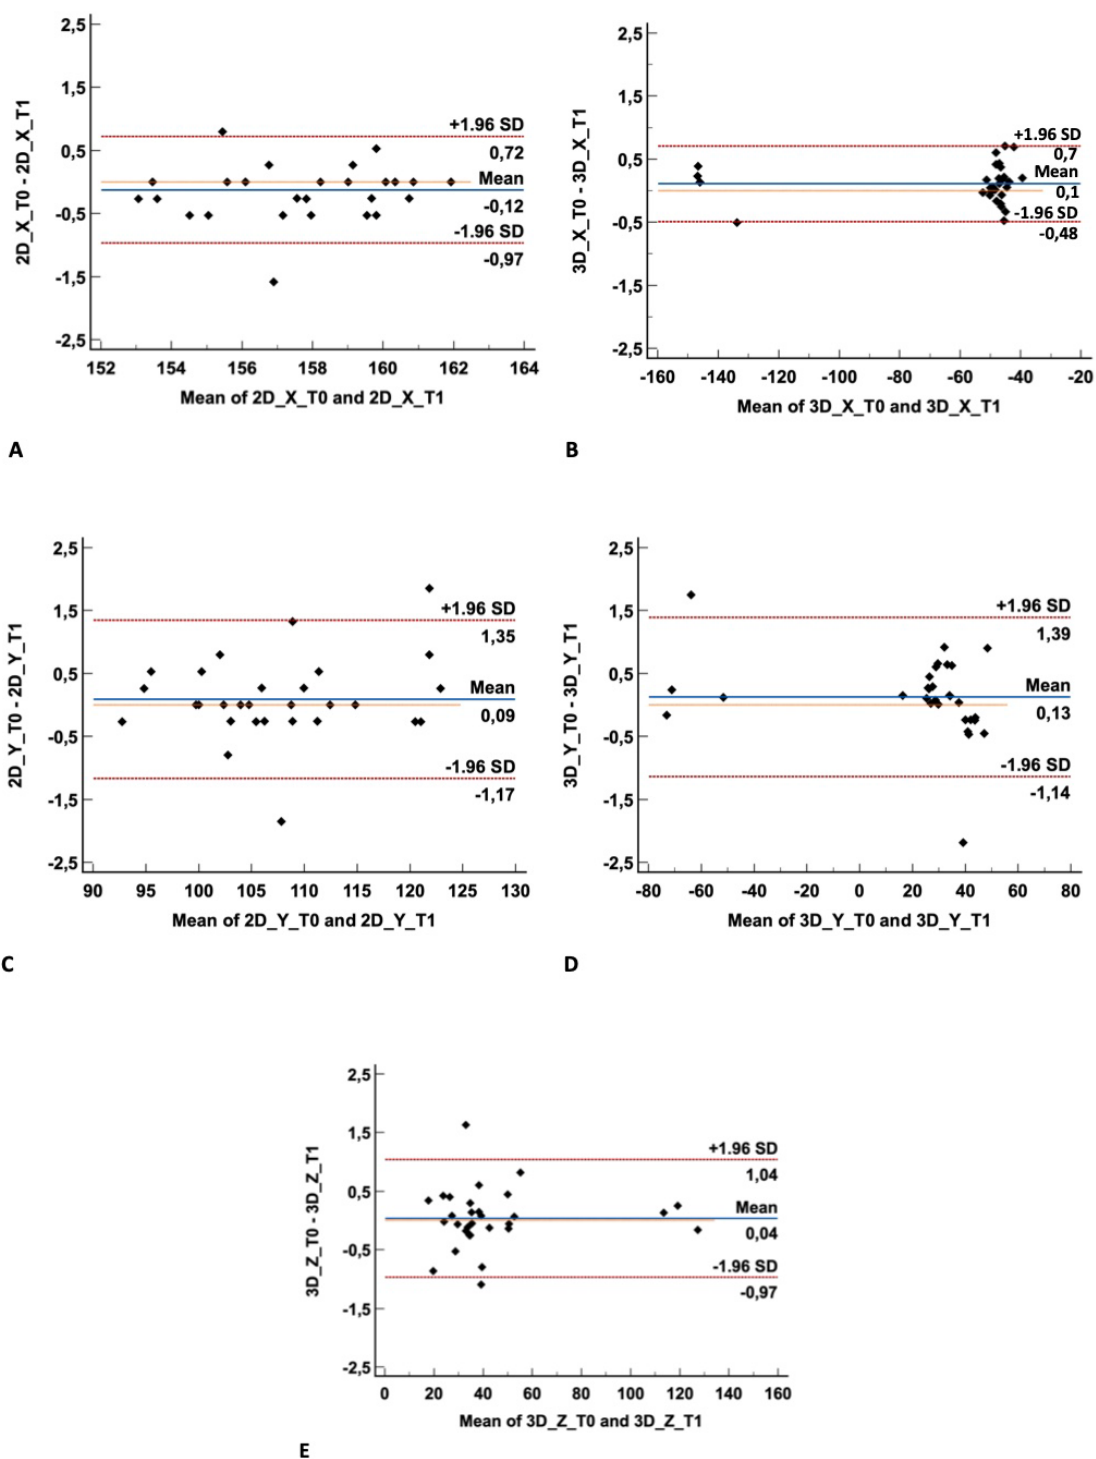 2,5
1,5
0,5
-0,5
-1,5
-2,5
2D_X_T0 - 2D_X_T1
+1.96 SD
0,72
Mean
-0,12
-1.96 SD
-0,97
152 154 156 158 160 162 164
Mean of 2D_X_T0 and 2D_X_T1
A
2,5
1,5
0,5
-0,5
-1,5
-2,5
3D_X_T0 - 3D_X_T1
+1.96 SD
0,7
Mean
0,1
-1.96 SD
-0,48
-160 -140 -120 -100 -80 -60 -40 -20
Mean of 3D_X_T0 and 3D_X_T1
B
2,5
1,5
0,5
-0,5
-1,5
-2,5
2D_Y_T0 - 2D_Y_T1
+1.96 SD
1,35
Mean
0,09
-1.96 SD
-1,17
90 95 100 105 110 115 120 125 130
Mean of 2D_Y_T0 and 2D_Y_T1
C
2,5
1,5
0,5
-0,5
-1,5
-2,5
3D_Y_T0 - 3D_Y_T1
+1.96 SD
1,39
Mean
0,13
-1.96 SD
-1,14
-80 -60 -40 -20 0 20 40 60 80
Mean of 3D_Y_T0 and 3D_Y_T1
D
2,5
1,5
0,5
-0,5
-1,5
-2,5
3D_Z_T0 - 3D_Z_T1
+1.96 SD
1,04
Mean
0,04
-1.96 SD
-0,97
0 20 40 60 80 100 120 140 160
Mean of 3D_Z_T0 and 3D_Z_T1
E